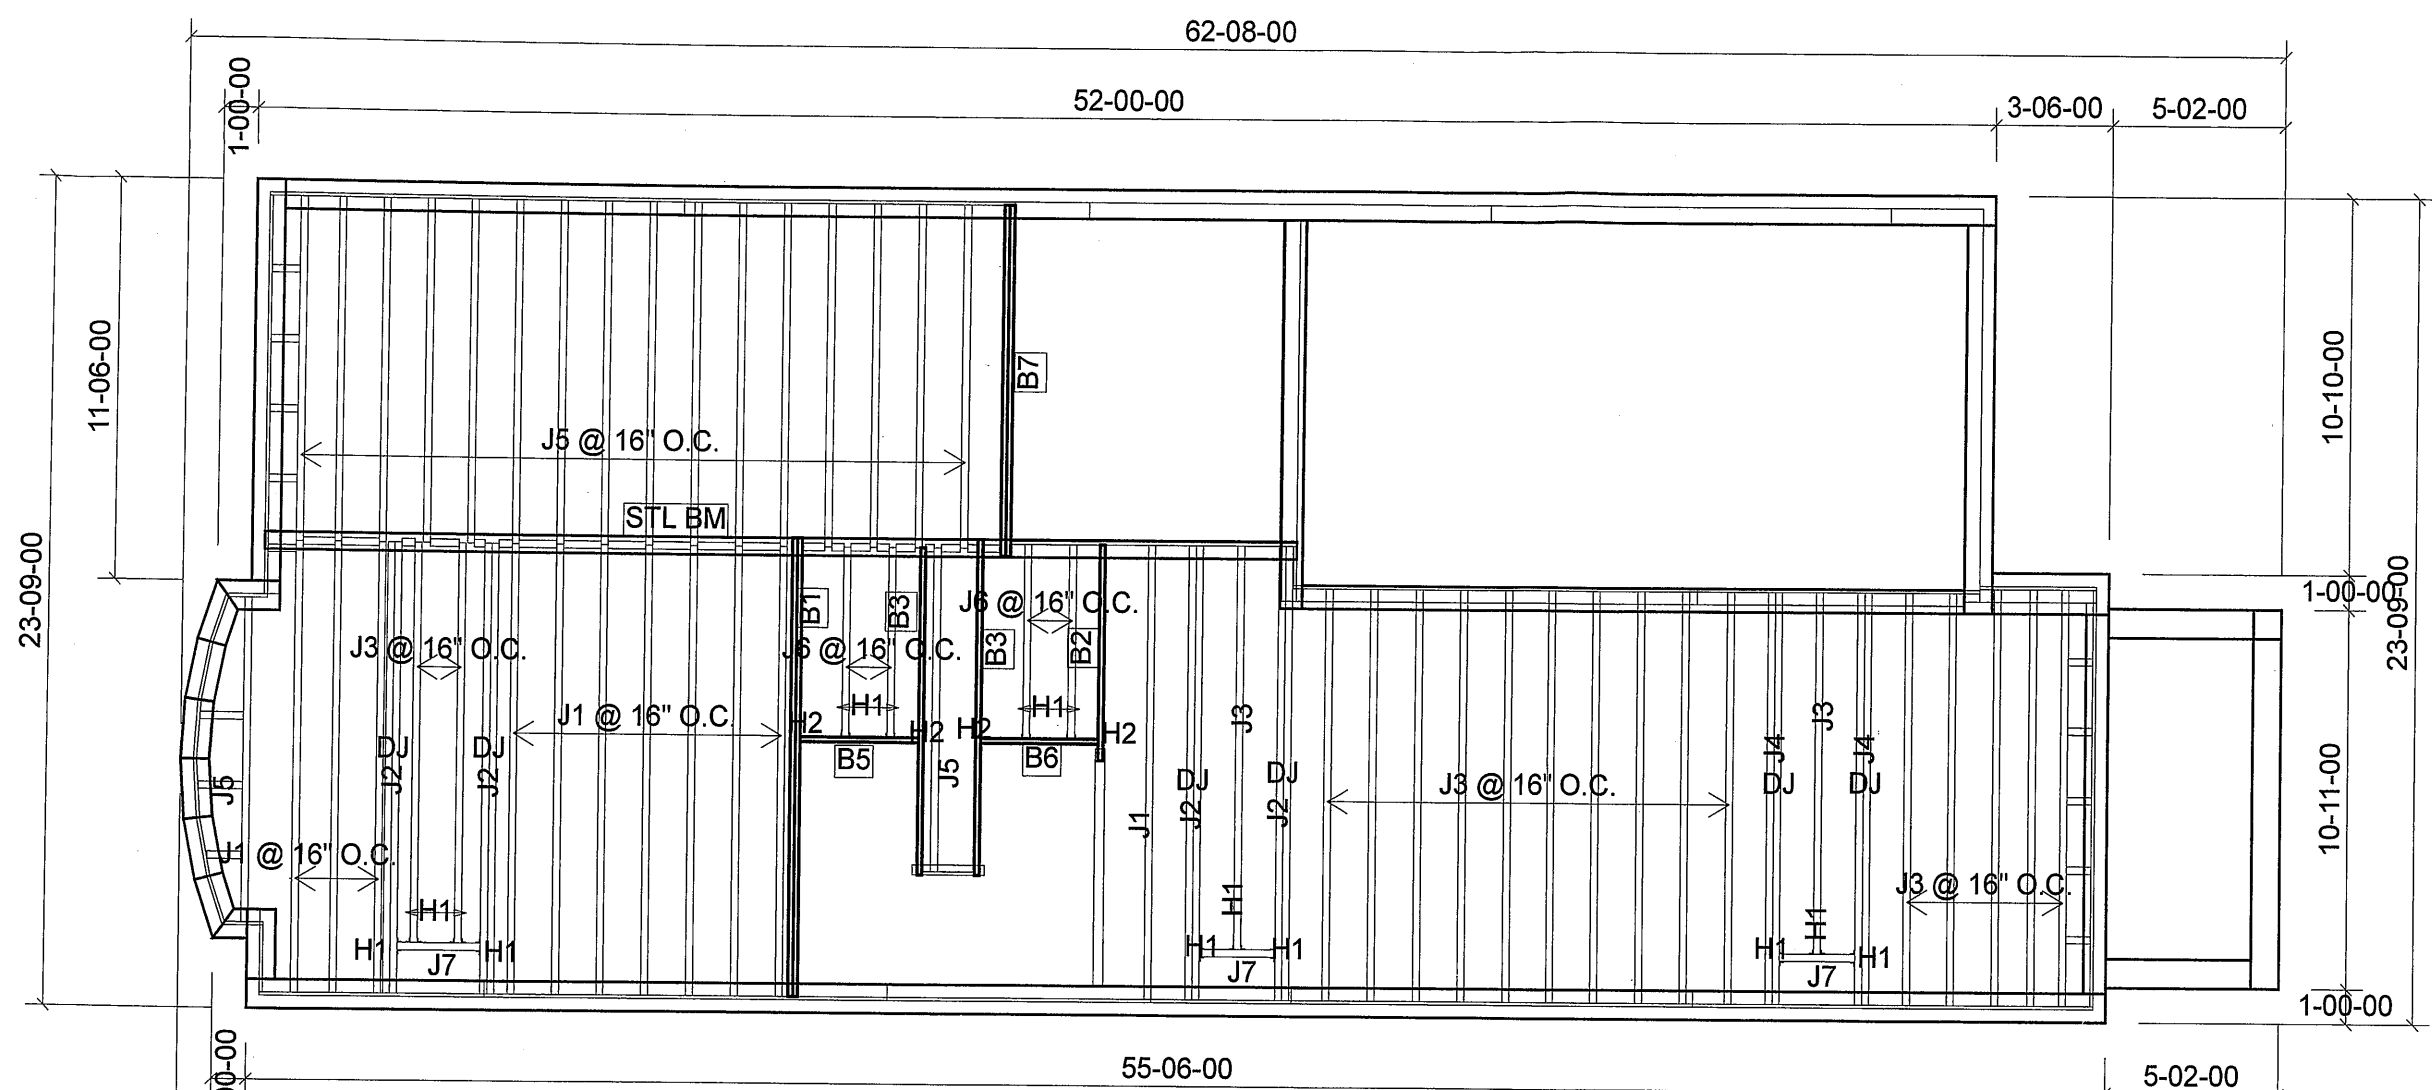 62-08-00
1-00-00
52-00-00
3-06-00
5-02-00
11-06-00
23-09-00
B7
10-10-00
J5 @ 16" O.C.
STL BM
1-00-00
23-09-00
B1
B3
J6 @ 16" O.C.
J3 @ 16" O.C.
J6 @ 16" O.C.
B3
B2
H1
H1
J1 @ 16" O.C.
H2
H2
H2
H2
J3
J3
DJ
J2
DJ
J2
B5
B6
J5
J5
DJ
J2
DJ
J2
J4
DJ
J4
DJ
J3 @ 16" O.C.
10-11-00
J1
J1 @ 16" O.C.
J3 @ 16" O.C.
H1
H1
H1
H1
H1
J7
H1
H1
J7
H1
H1
J7
1-00-00
00-00
55-06-00
5-02-00